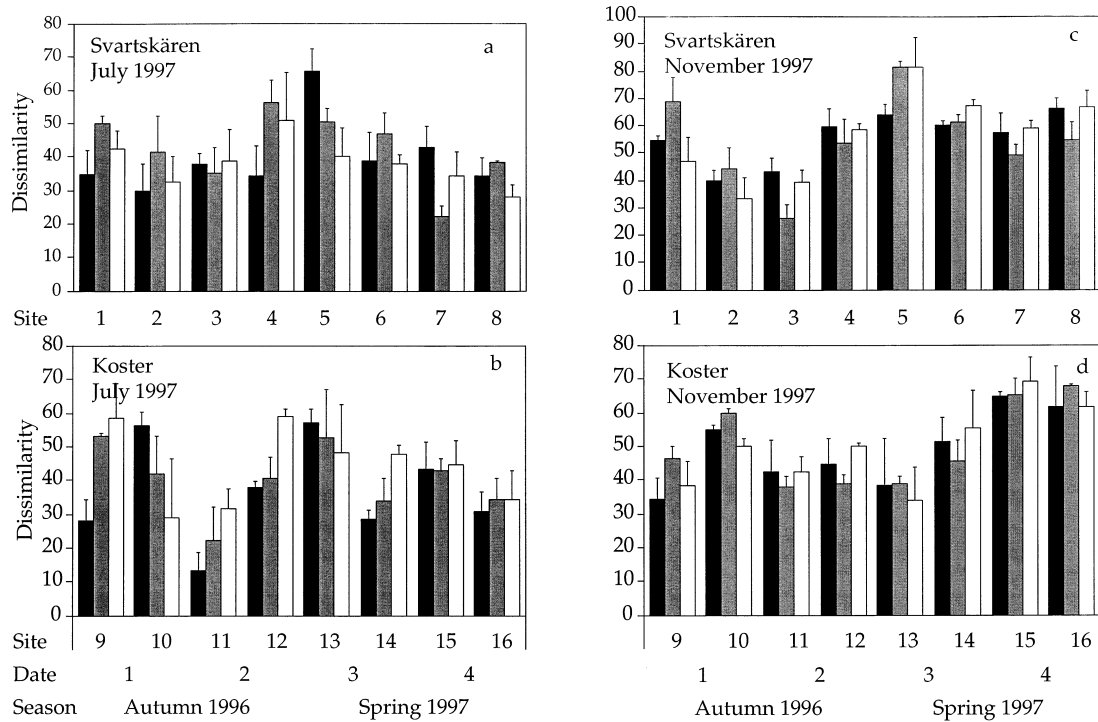 80
70
60
50
40
30
20
10
0
Dissimilarity
Svartskären
July 1997
a
Site 1 2 3 4 5 6 7 8
100
90
80
70
60
50
40
30
20
10
0
Svartskären
November 1997
c
1 2 3 4 5 6 7 8
80
70
60
50
40
30
20
10
0
Dissimilarity
Koster
July 1997
b
Site 9 10 11 12 13 14 15 16
Date 1 2 3 4
Season Autumn 1996 Spring 1997
80
70
60
50
40
30
20
10
0
Koster
November 1997
d
9 10 11 12 13 14 15 16
1 2 3 4
Autumn 1996 Spring 1997